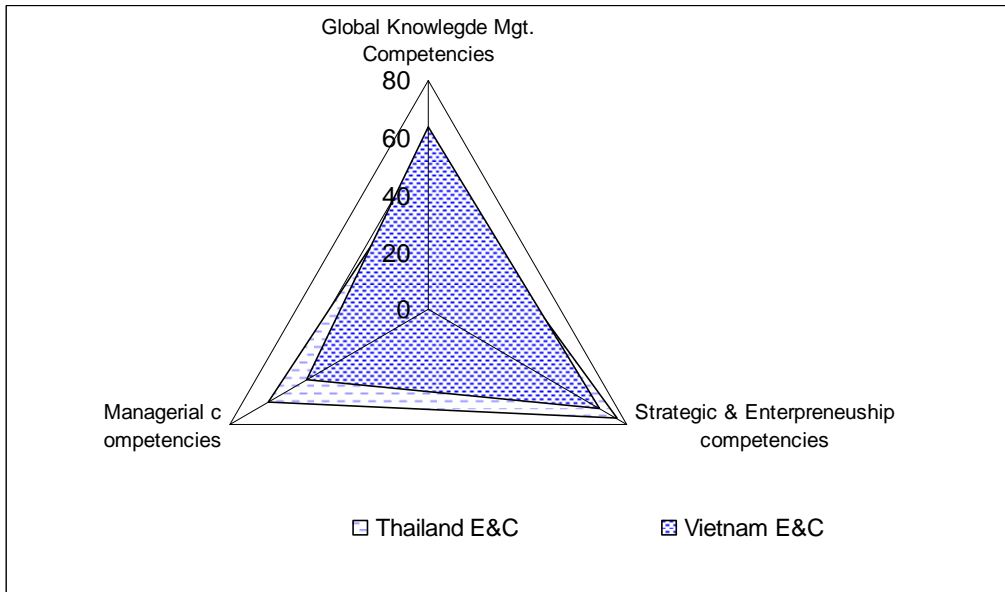 Global Knowlegde Mgt.
Competencies
80
60
40
20
0
Managerial c
ompetencies
Strategic & Enterpreneuship
competencies
Thailand E&C
Vietnam E&C